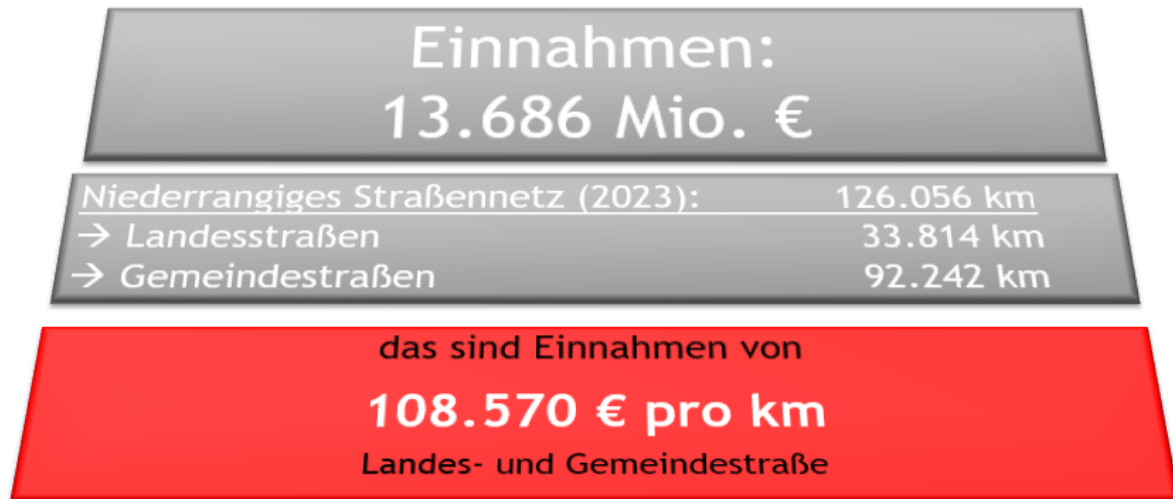 Einnahmen:
13.686 Mio. €
Niederrangiges Straßennetz (2023): 126.056 km
→ Landesstraßen 33.814 km
→ Gemeindestraßen 92.242 km
das sind Einnahmen von
108.570 € pro km
Landes- und Gemeindestraße